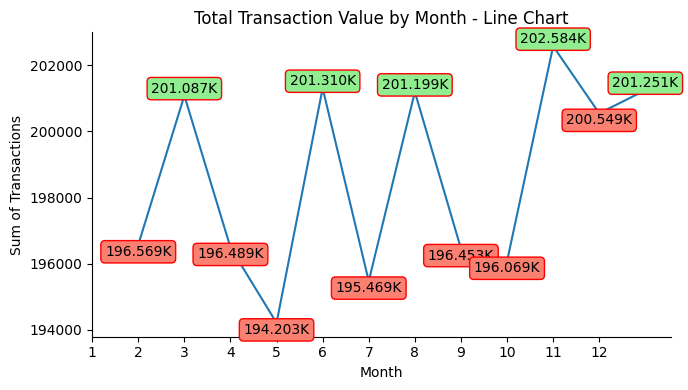 Total Transaction Value by Month - Line Chart
Sum of Transactions
202000
200000
198000
196000
194000
196.569K
201.087K
196.489K
194.203K
201.310K
195.469K
201.199K
196.453K
196.069K
202.584K
200.549K
201.251K
1 2 3 4 5 6 7 8 9 10 11 12
Month